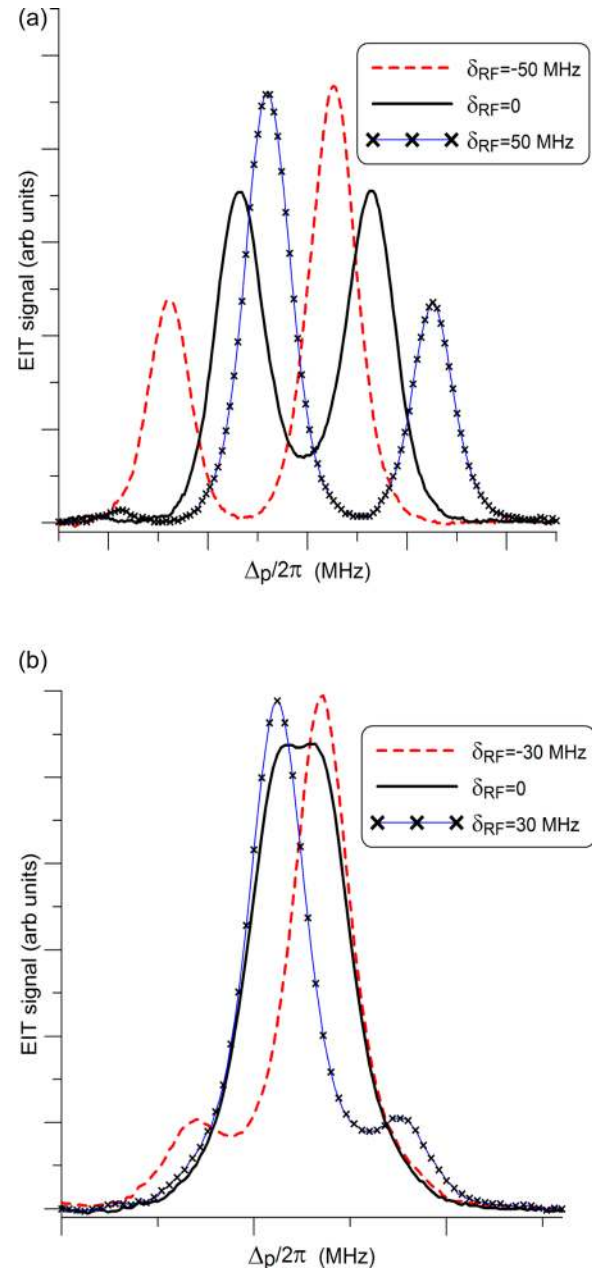 (a)
δRF=-50 MHz
δRF=0
δRF=50 MHz
EIT signal (arb units)
Δp/2π (MHz)
(b)
δRF=-30 MHz
δRF=0
δRF=30 MHz
EIT signal (arb units)
Δp/2π (MHz)